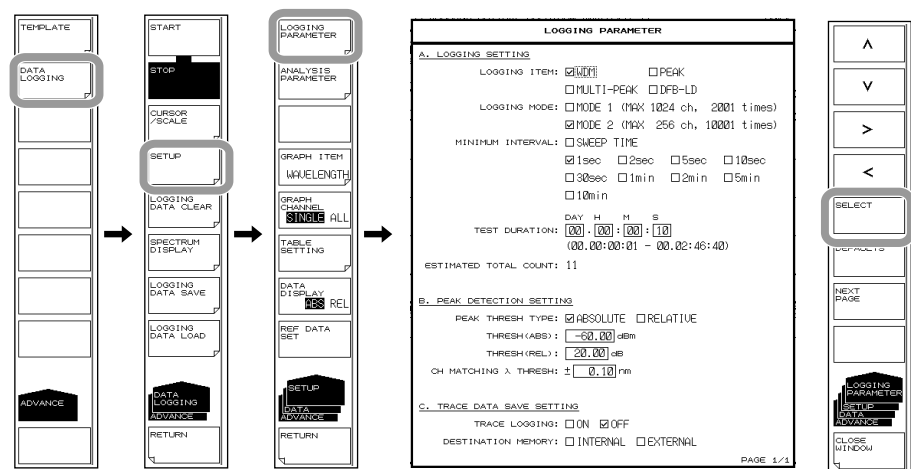 TEMPLATE
DATA
LOGGING
ADVANCE
START
STOP
CURSOR
/SCALE
SETUP
LOGGING
DATA CLEAR
SPECTRUM
DISPLAY
LOGGING
DATA SAVE
LOGGING
DATA LOAD
DATA
LOGGING
ADVANCE
RETURN
LOGGING
PARAMETER
ANALYSIS
PARAMETER
GRAPH ITEM
WAVELENGTH
GRAPH
CHANNEL
SINGLE ALL
TABLE
SETTING
DATA
DISPLAY
ABS REL
REF DATA
SET
SETUP
DATA
ADVANCE
RETURN
LOGGING PARAMETER
A. LOGGING SETTING
LOGGING ITEM: ☑WDM □PEAK
□MULTI-PEAK □DFB-LD
LOGGING MODE: □MODE 1 (MAX 1024 ch, 2001 times)
☑MODE 2 (MAX 256 ch, 10001 times)
MINIMUM INTERVAL: □SWEEP TIME
☑1sec □2sec □5sec □10sec
□30sec □1min □2min □5min
□10min
DAY H M S
TEST DURATION: 00.00:00:10
(00.00:00:01 - 00.02:46:40)
ESTIMATED TOTAL COUNT: 11
B. PEAK DETECTION SETTING
PEAK THRESH TYPE: ☑ABSOLUTE □RELATIVE
THRESH(ABS): -60.00 dBm
THRESH(REL): 20.00 dB
CH MATCHING λ THRESH: ± 0.10 nm
C. TRACE DATA SAVE SETTING
TRACE LOGGING: □ON ☑OFF
DESTINATION MEMORY: □INTERNAL □EXTERNAL
PAGE 1/1
∧
∨
>
<
SELECT
DEFAULTS
NEXT
PAGE
LOGGING
PARAMETER
SETUP
DATA
ADVANCE
CLOSE
WINDOW